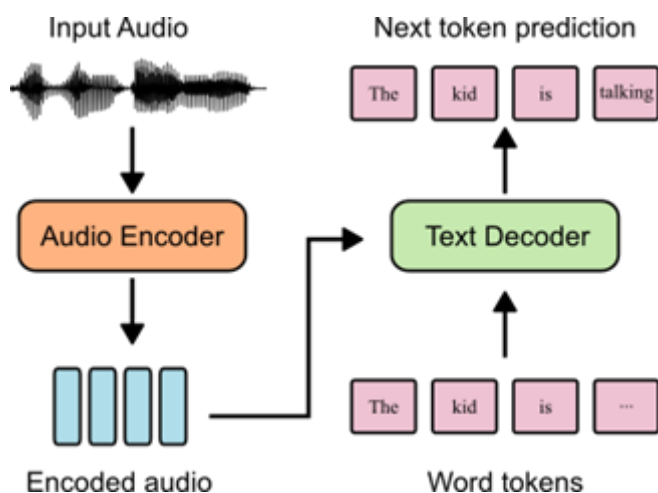 Input Audio
Next token prediction
The kid is talking
Audio Encoder
Text Decoder
The kid is ...
Encoded audio
Word tokens